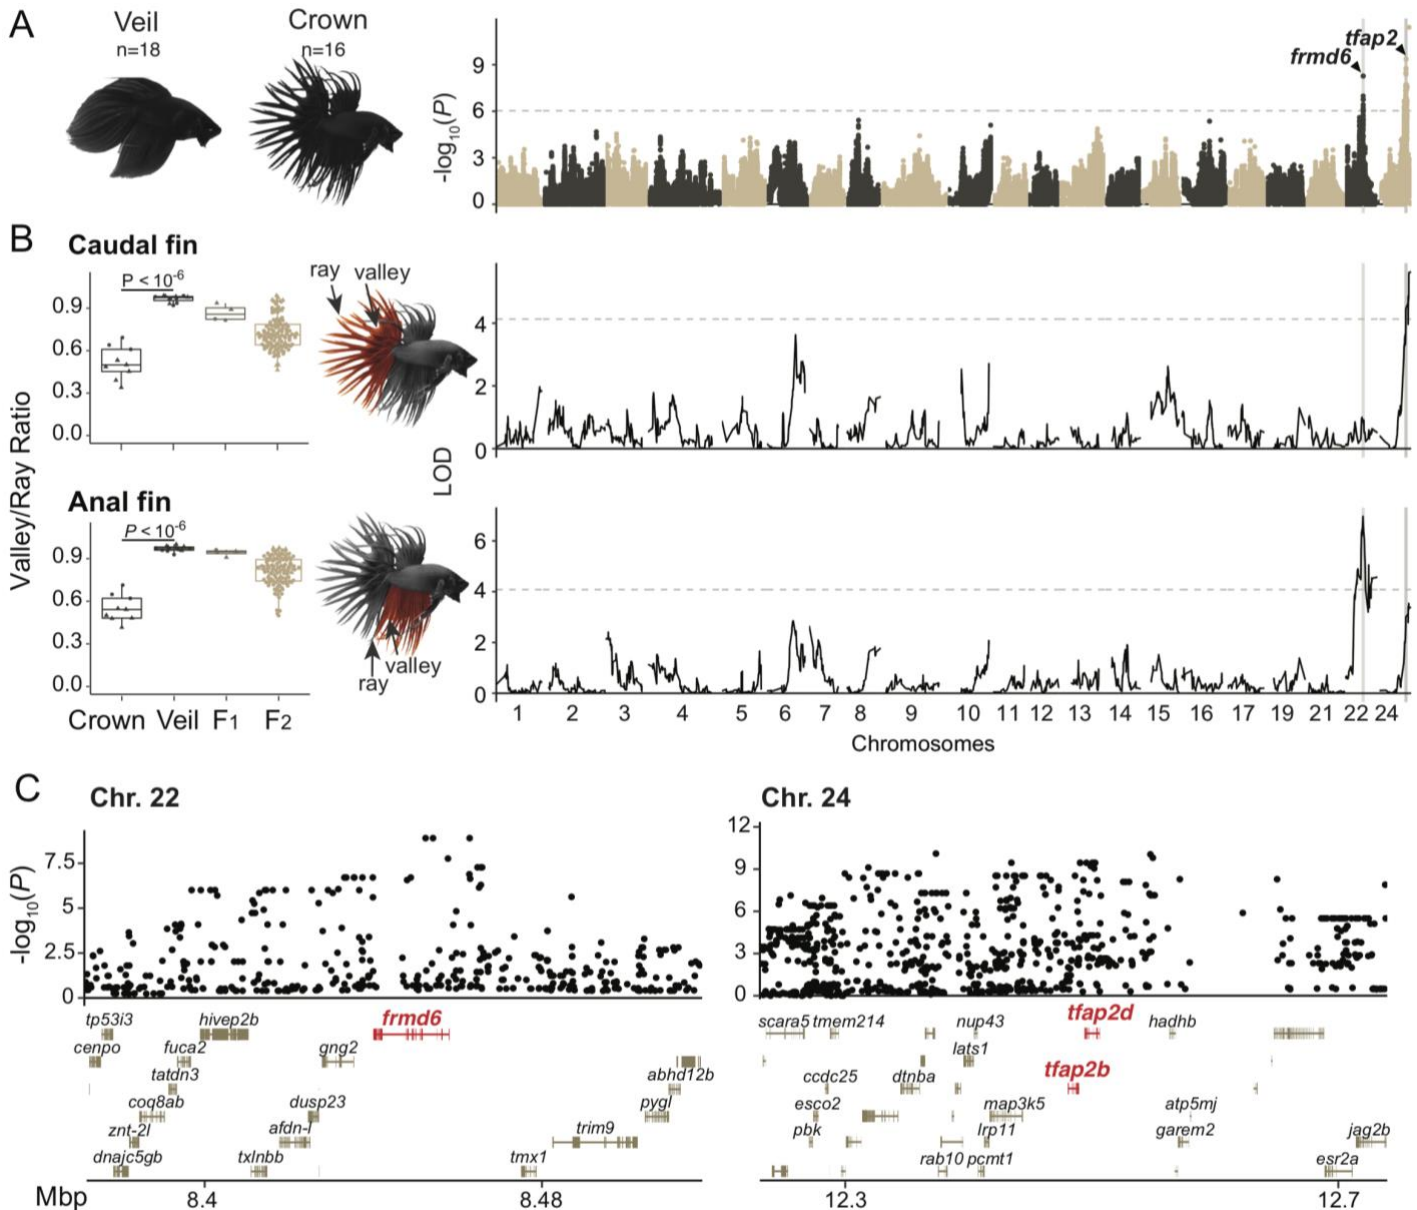 A
Veil
n=18
Crown
n=16
-log10(P)
9
6
3
0
frmd6
tfap2
B
Caudal fin
P < 10-6
0.9
0.6
0.3
0.0
ray
valley
4
2
0
Valley/Ray Ratio
LOD
Anal fin
P < 10-6
0.9
0.6
0.3
0.0
valley
ray
Crown Veil F1 F2
6
4
2
0
1 2 3 4 5 6 7 8 9 10 11 12 13 14 15 16 17 19 21 22 24
Chromosomes
C
Chr. 22
-log10(P)
7.5
5
2.5
0
tp53i3 hivep2b frmd6
cenpo fuca2 gng2
tatdn3 abhd12b
coq8ab dusp23 pygl
znt-2l afdn-l trim9
dnajc5gb txlnbb tmx1
Mbp 8.4 8.48
Chr. 24
12
9
6
3
0
scara5 tmem214 nup43 tfap2d hadhb
lats1
ccdc25 dtnba tfap2b
esco2 map3k5 atp5mj
pbk lrp11 garem2 jag2b
rab10 pcmt1 esr2a
12.3 12.7